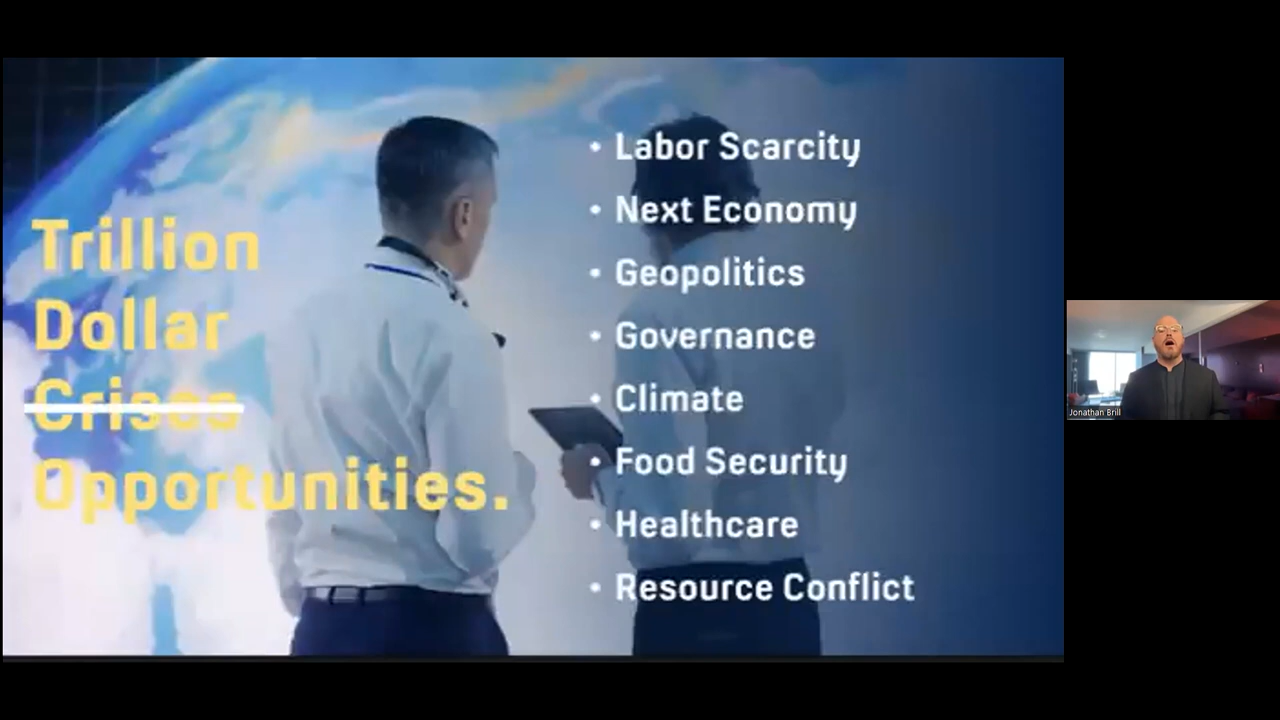 Trillion
Dollar
Crises
Opportunities.
• Labor Scarcity
• Next Economy
• Geopolitics
• Governance
• Climate
• Food Security
• Healthcare
• Resource Conflict
Jonathan Brill